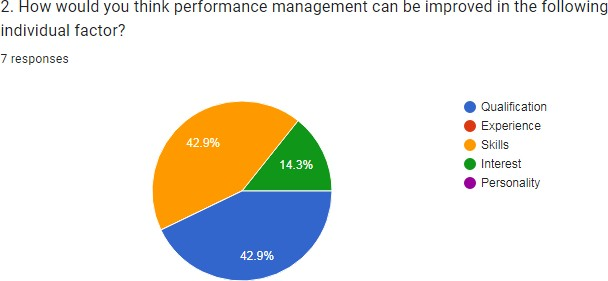 2. How would you think performance management can be improved in the following
individual factor?
7 responses
Qualification
Experience
Skills
Interest
Personality
42.9%
14.3%
42.9%